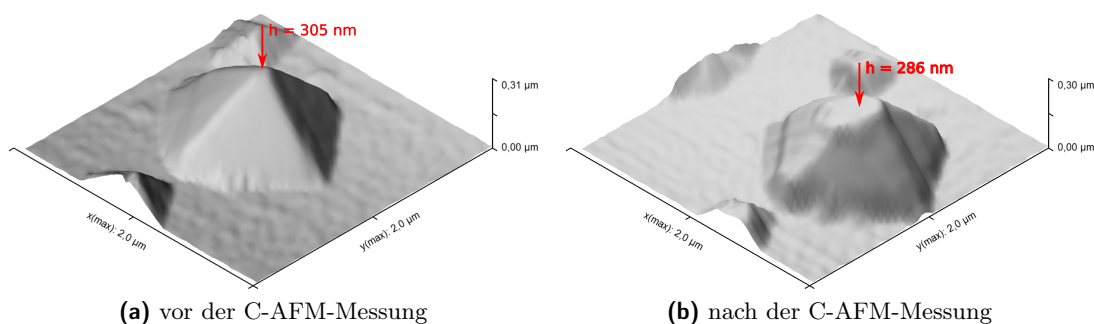 h = 305 nm
0,31 µm
0,00 µm
x(max): 2,0 µm
y(max): 2,0 µm
(a) vor der C-AFM-Messung
h = 286 nm
0,30 µm
0,00 µm
x(max): 2,0 µm
y(max): 2,0 µm
(b) nach der C-AFM-Messung